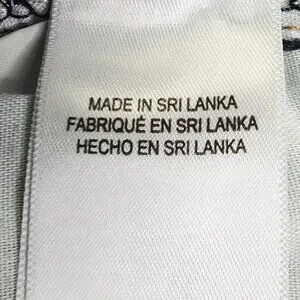 MADE IN SRI LANKA
FABRIQUÉ EN SRI LANKA
HECHO EN SRI LANKA